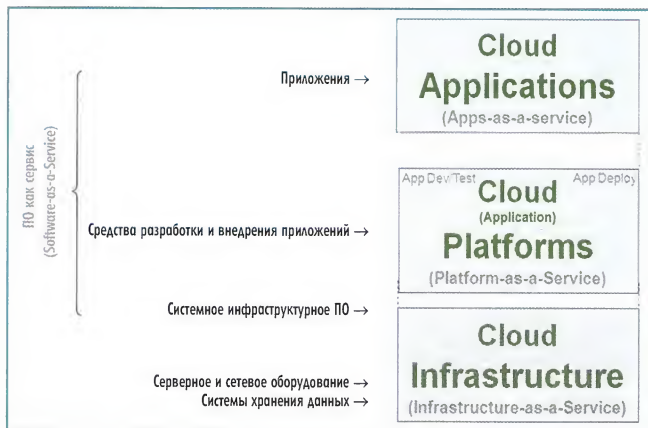 ПО как сервис
(Software-as-a-Service)
Приложения →
Cloud
Applications
(Apps-as-a-service)
Средства разработки и внедрения приложений →
App Dev/Test
App Deploy
Cloud
(Application)
Platforms
(Platform-as-a-Service)
Системное инфраструктурное ПО →
Серверное и сетевое оборудование →
Системы хранения данных →
Cloud
Infrastructure
(Infrastructure-as-a-Service)